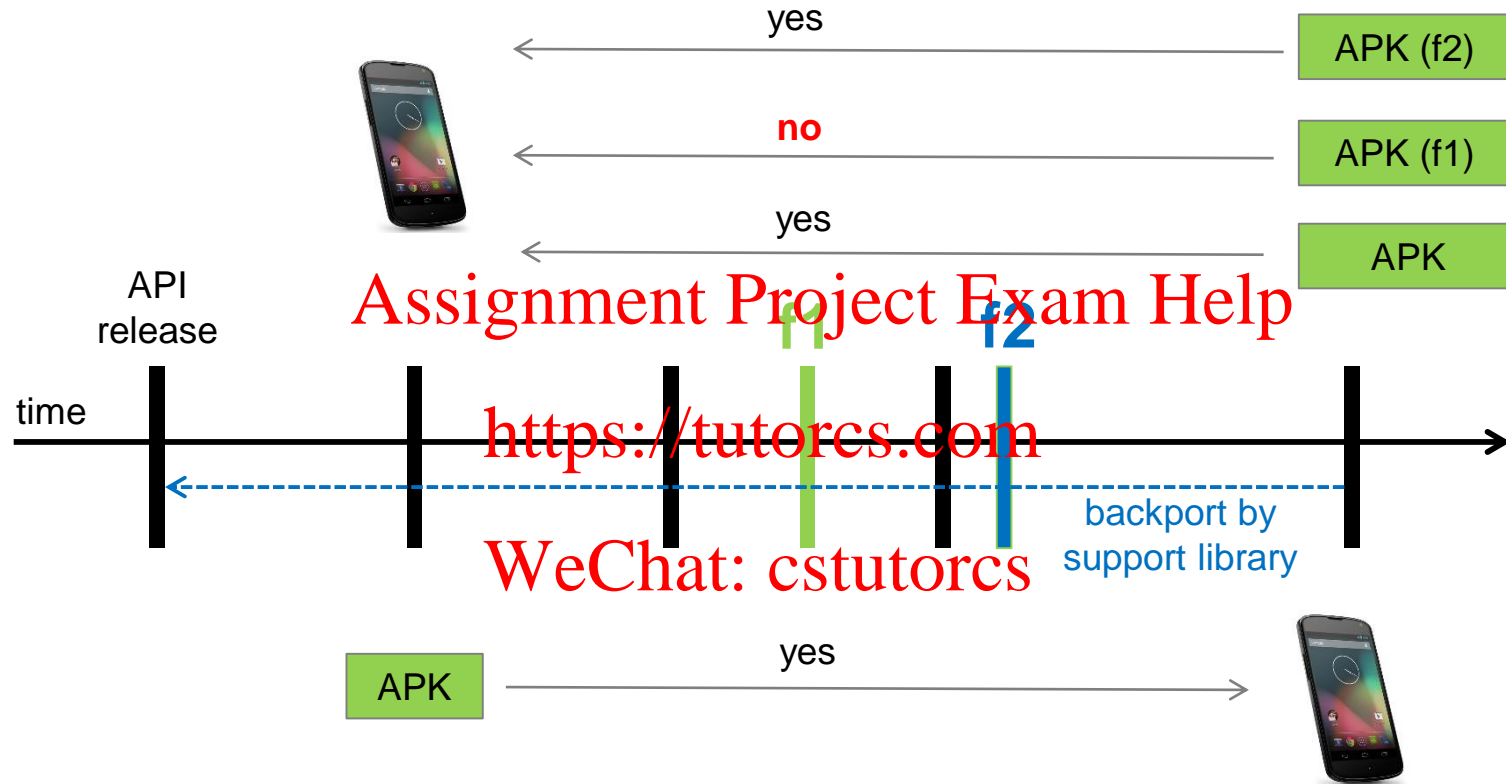 yes
APK (f2)
no
APK (f1)
yes
APK
API
release
Assignment Project Exam Help
f1
f2
time
https://tutorcs.com
backport by
support library
WeChat: cstutorcs
yes
APK